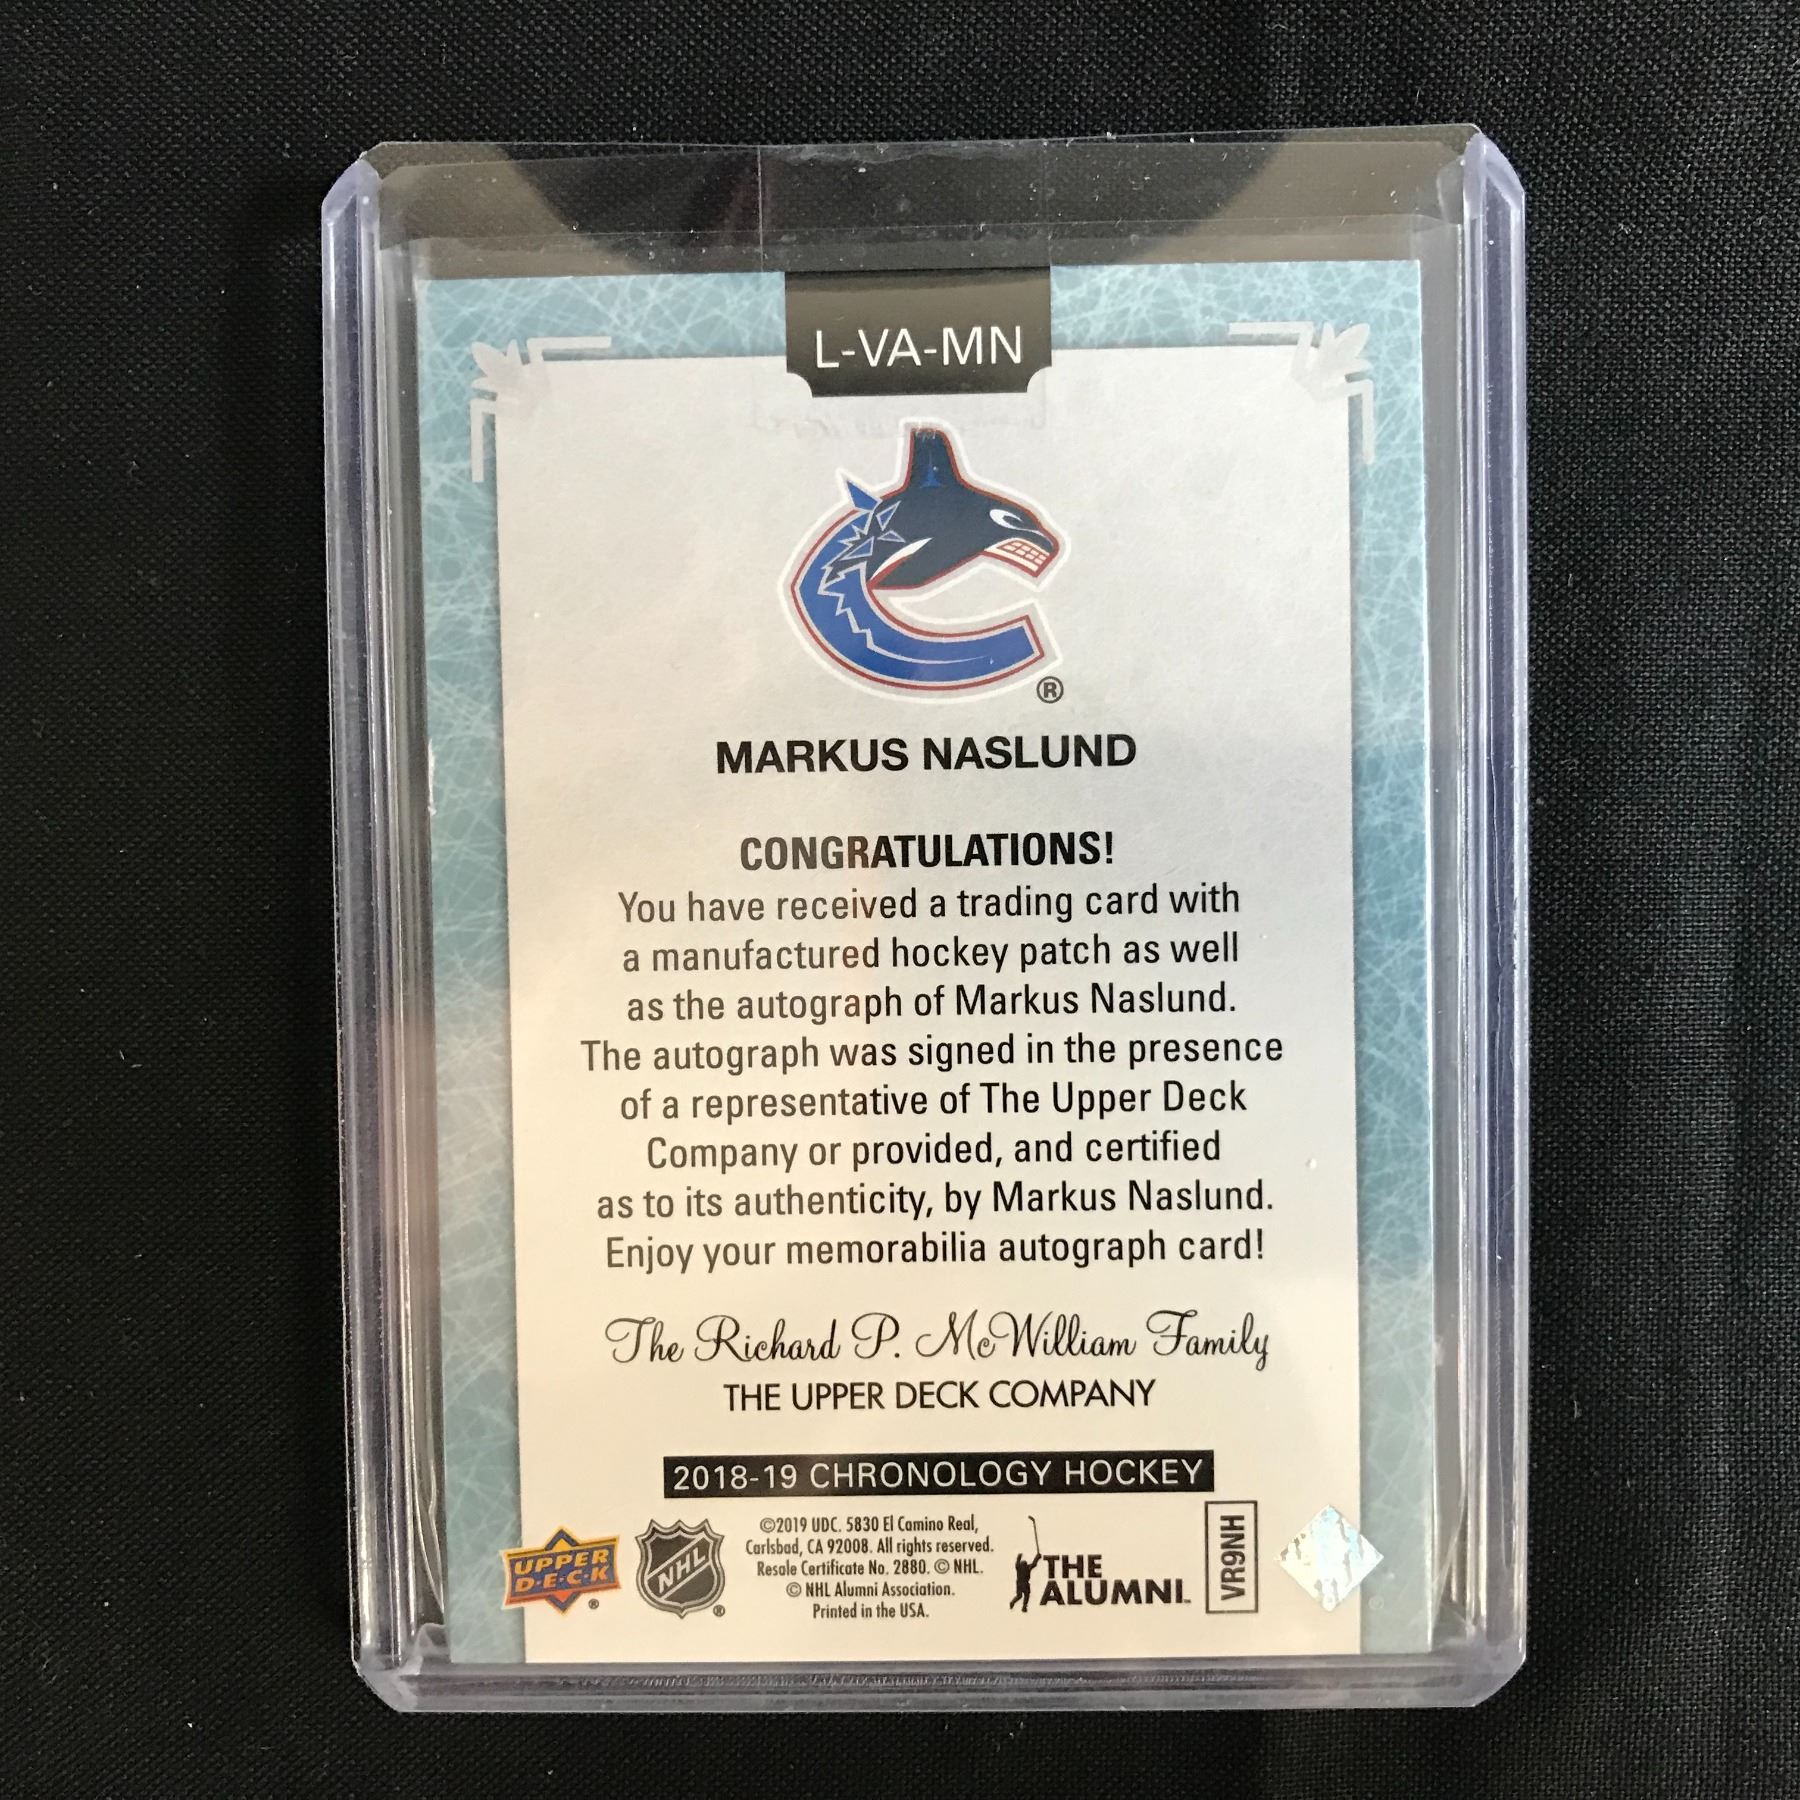 L-VA-MN
®
MARKUS NASLUND
CONGRATULATIONS!
You have received a trading card with
a manufactured hockey patch as well
as the autograph of Markus Naslund.
The autograph was signed in the presence
of a representative of The Upper Deck
Company or provided, and certified
as to its authenticity, by Markus Naslund.
Enjoy your memorabilia autograph card!
The Richard P. McWilliam Family
THE UPPER DECK COMPANY
2018-19 CHRONOLOGY HOCKEY
UPPER
D·E·C·K
®
NHL
®
©2019 UDC. 5830 El Camino Real,
Carlsbad, CA 92008. All rights reserved.
Resale Certificate No. 2880. © NHL.
© NHL Alumni Association.
Printed in the USA.
THE
ALUMNI
VR9NH